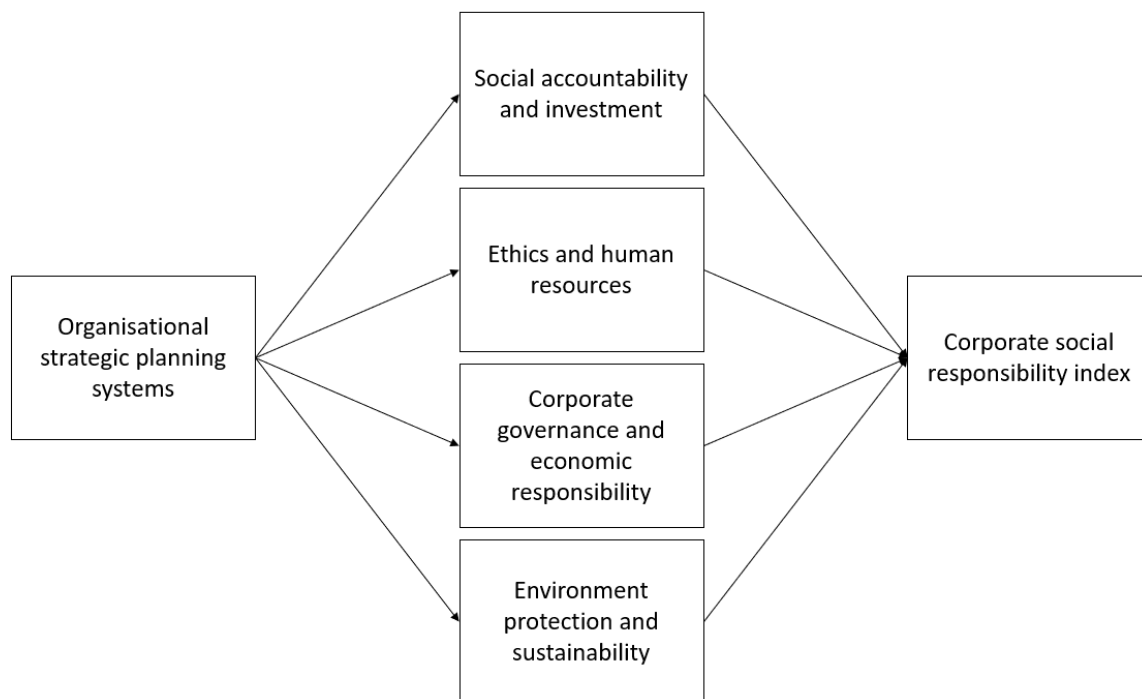 Social accountability
and investment
Ethics and human
resources
Organisational
strategic planning
systems
Corporate social
responsibility index
Corporate
governance and
economic
responsibility
Environment
protection and
sustainability